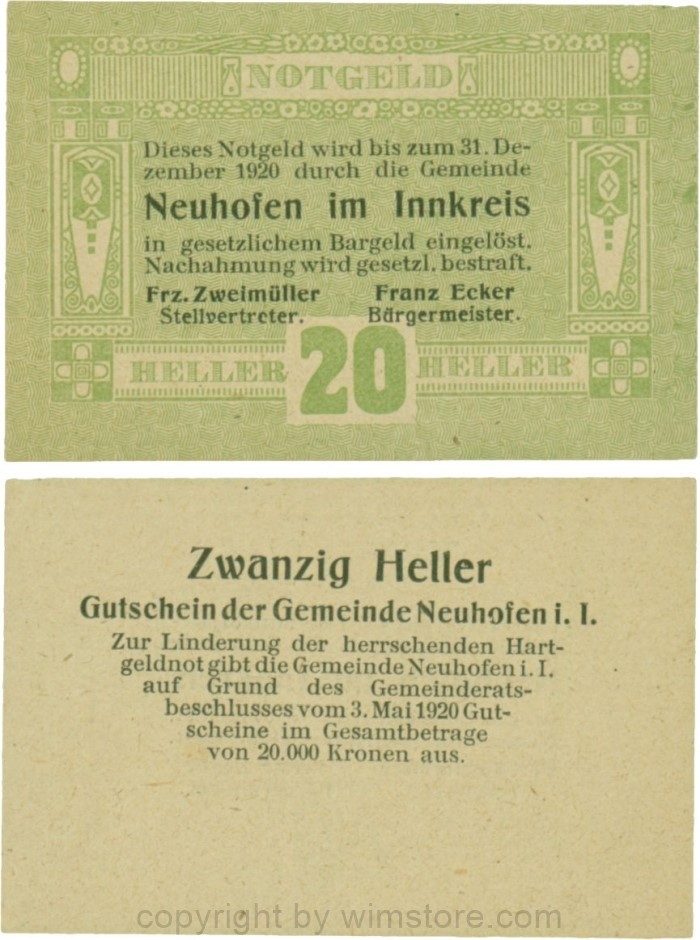 NOTGELD
Dieses Notgeld wird bis zum 31. De-
zember 1920 durch die Gemeinde
Neuhofen im Innkreis
in gesetzlichem Bargeld eingelöst.
Nachahmung wird gesetzl. bestraft.
Frz. Zweimüller Franz Ecker
Stellvertreter. Bürgermeister.
HELLER 20 HELLER
Zwanzig Heller
Gutschein der Gemeinde Neuhofen i. I.
Zur Linderung der herrschenden Hart-
geldnot gibt die Gemeinde Neuhofen i. I.
auf Grund des Gemeinderats-
beschlusses vom 3. Mai 1920 Gut-
scheine im Gesamtbetrage
von 20.000 Kronen aus.
copyright by wimstore.com